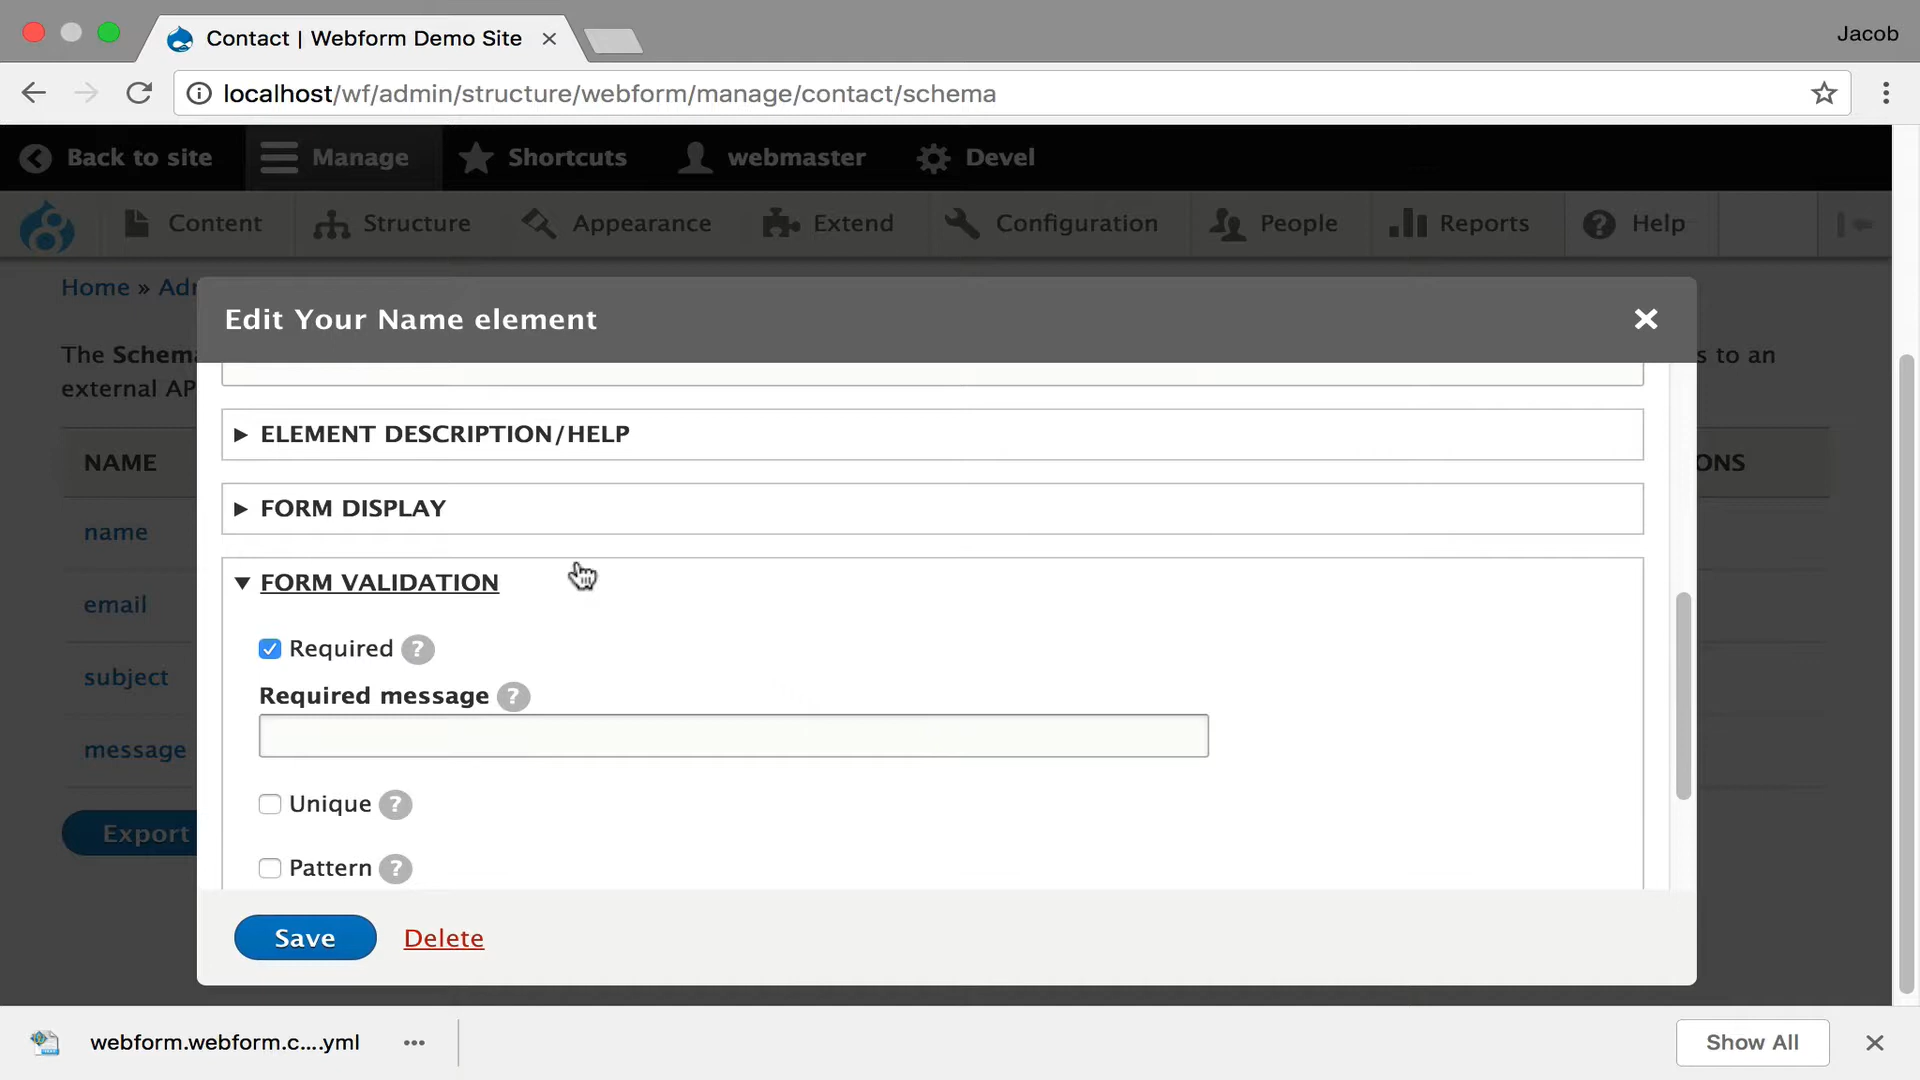 Contact | Webform Demo Site
Jacob
localhost/wf/admin/structure/webform/manage/contact/schema
Back to site
Manage
Shortcuts
webmaster
Devel
Content
Structure
Appearance
Extend
Configuration
People
Reports
Help
Home » Adr
Edit Your Name element
The Schema
s to an
external AP
ELEMENT DESCRIPTION/HELP
NAME
ONS
FORM DISPLAY
name
FORM VALIDATION
email
Required ?
subject
Required message ?
message
Unique ?
Export
Pattern ?
Save
Delete
webform.webform.c....yml
Show All